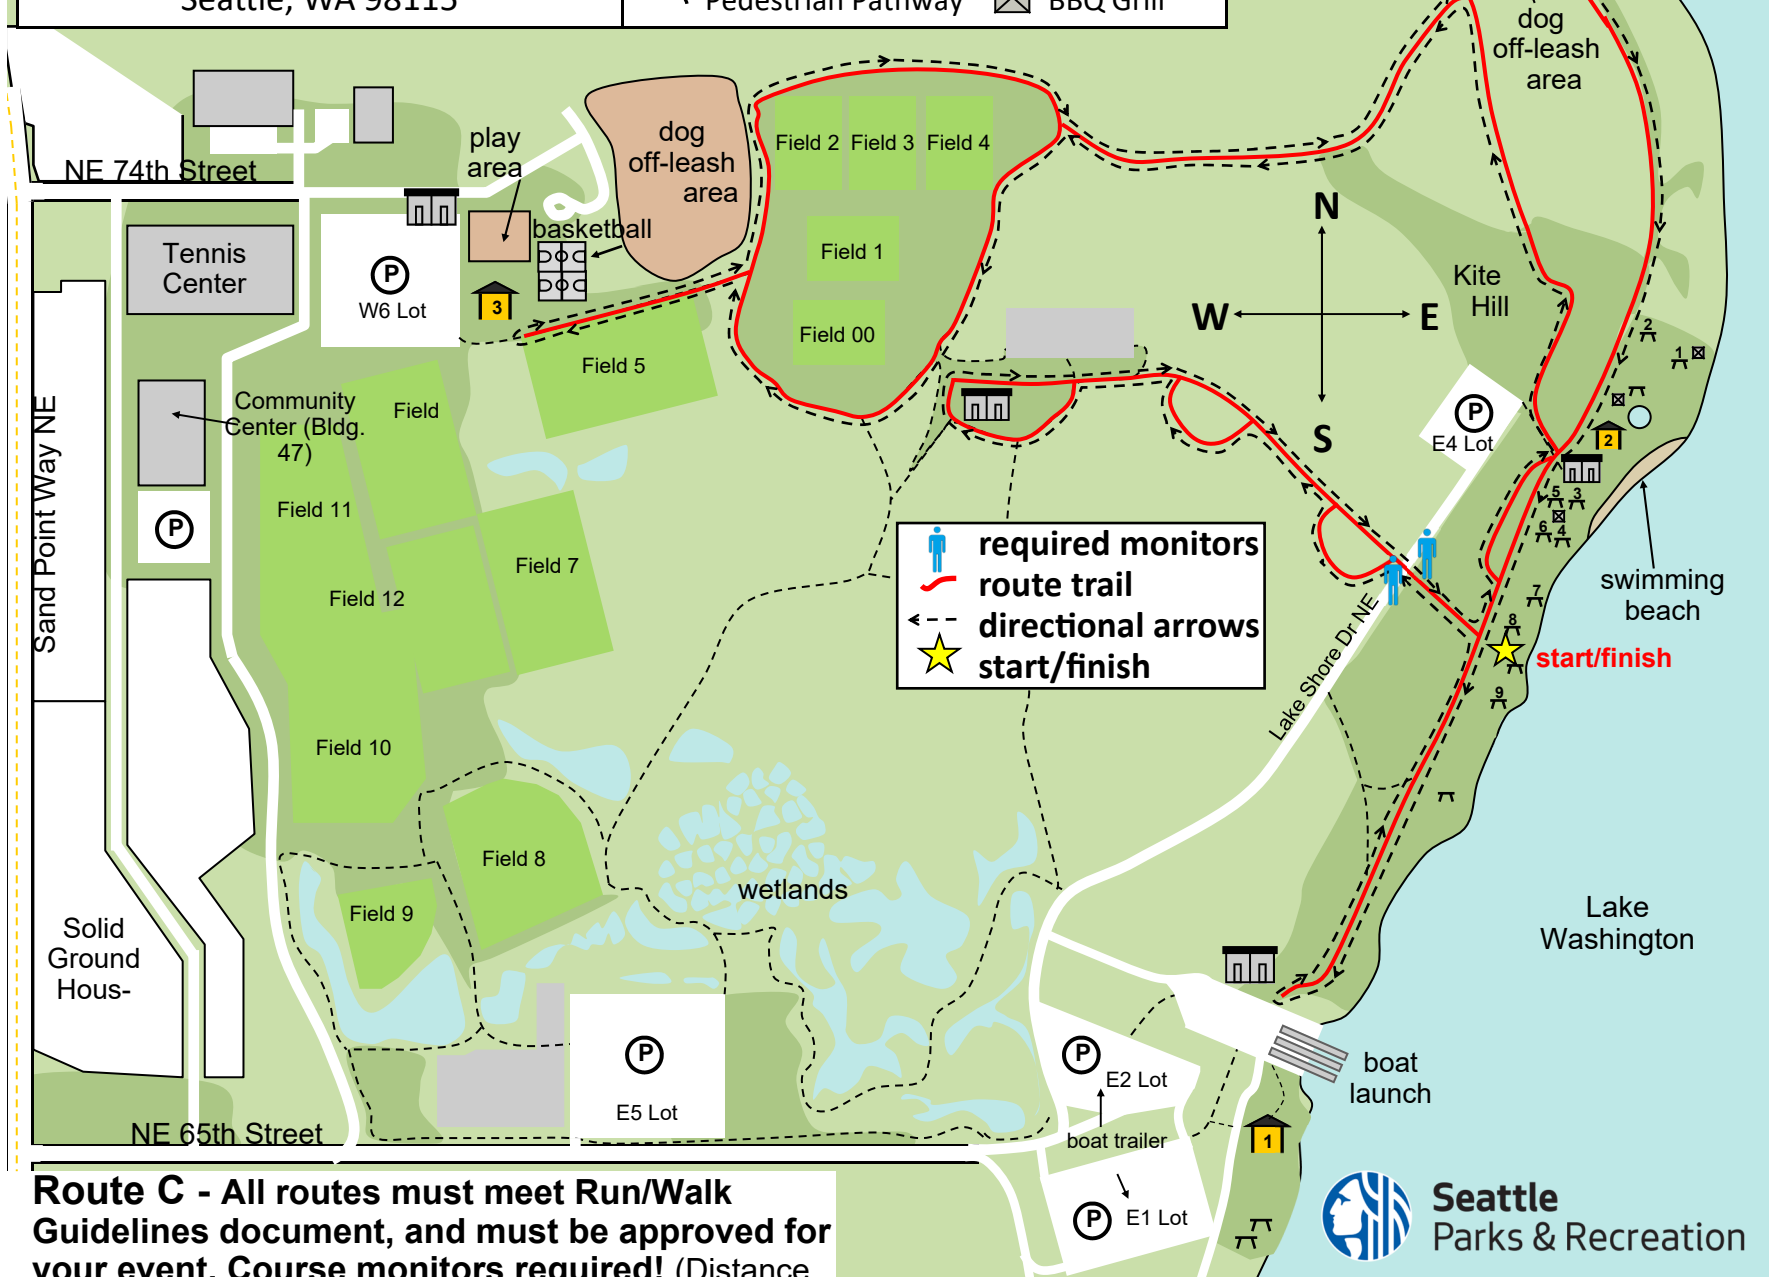 Seattle, WA 98115
Pedestrian Pathway
BBQ Grill
dog
off-leash
area
play
area
dog
off-leash
area
Field 2
Field 3
Field 4
NE 74th Street
basketball
N
Tennis
Center
P
W6 Lot
3
Field 1
Kite
Hill
W
E
Field 00
2
1
Field 5
Sand Point Way NE
Community
Center (Bldg.
47)
Field
P
E4 Lot
S
2
Field 11
P
5
3
6
4
required monitors
route trail
directional arrows
start/finish
Field 7
Field 12
swimming
beach
7
8
start/finish
9
Lake Shore Dr NE
Field 10
Field 8
wetlands
Field 9
Lake
Washington
Solid
Ground
Hous-
P
E5 Lot
P
E2 Lot
boat
launch
boat trailer
1
NE 65th Street
P
E1 Lot
Route C - All routes must meet Run/Walk
Guidelines document, and must be approved for
your event. Course monitors required! (Distance
Seattle
Parks & Recreation